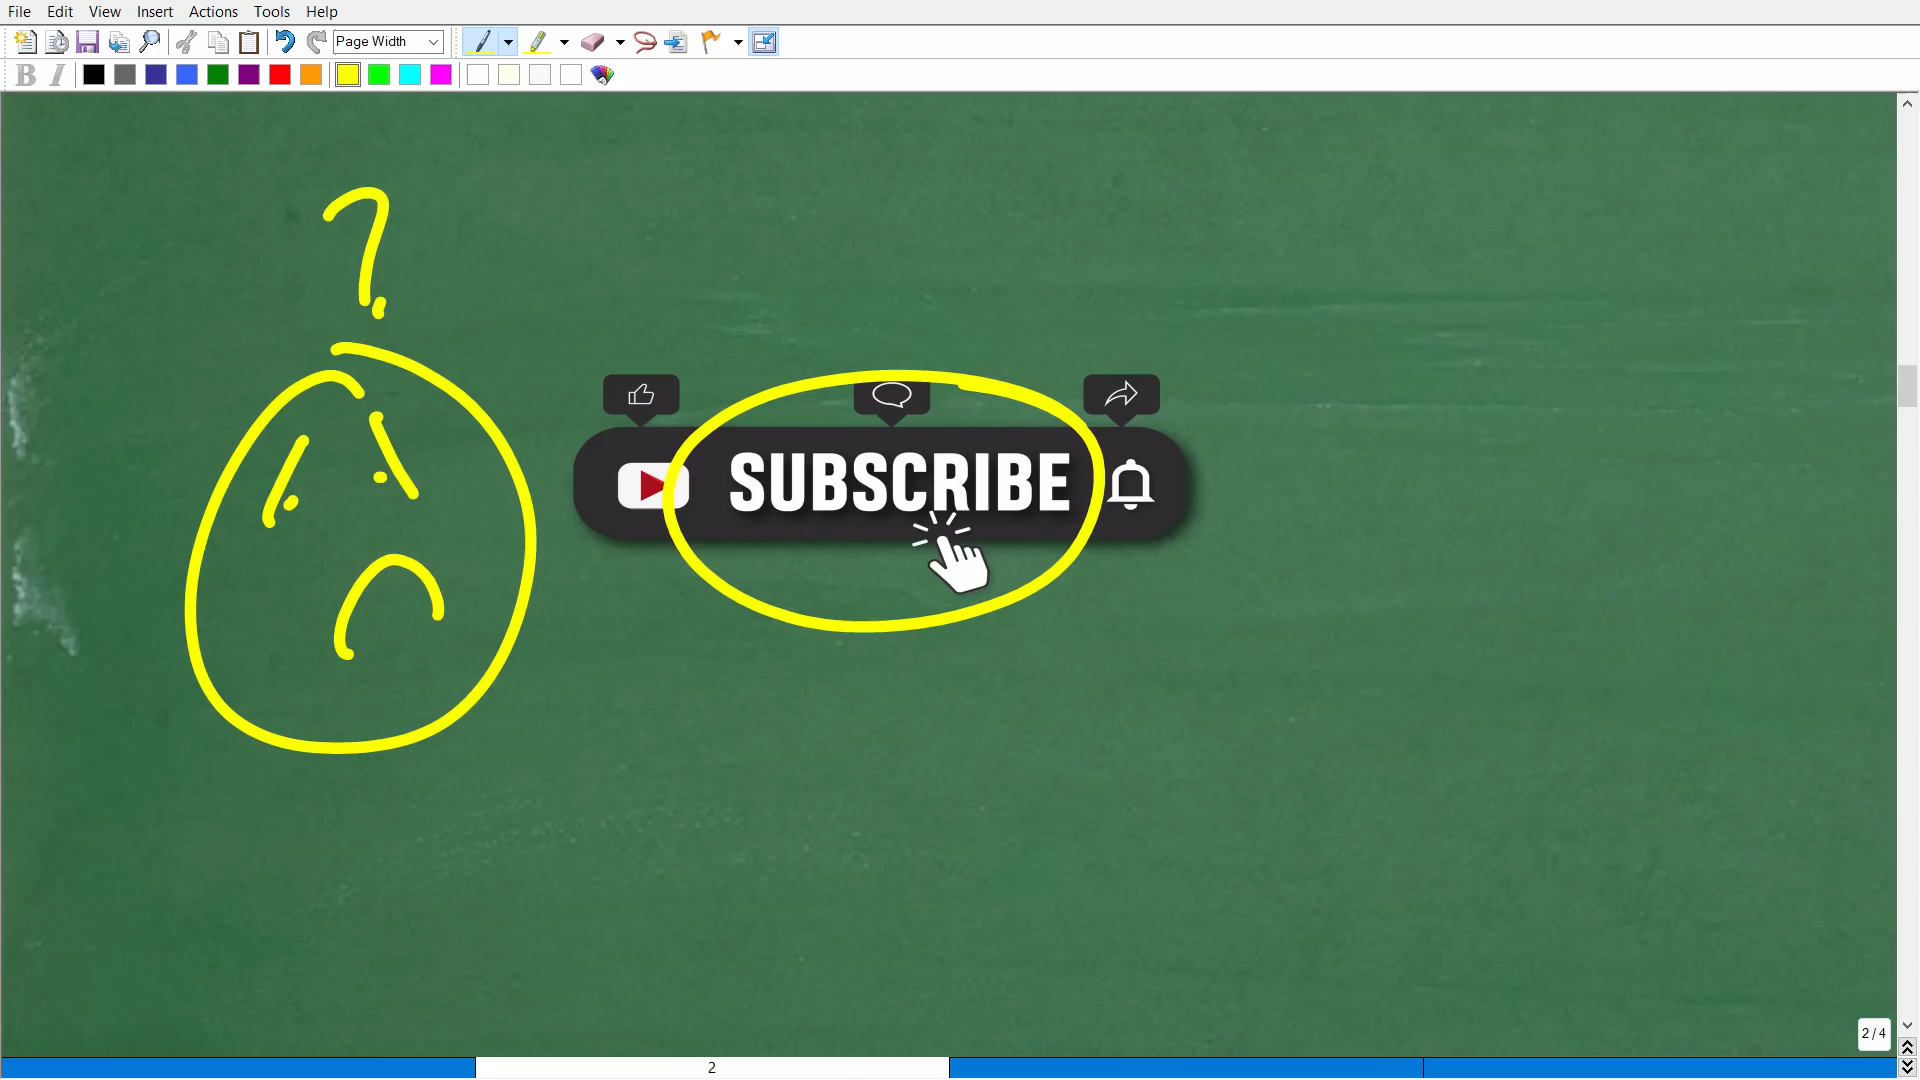 File Edit View Insert Actions Tools Help
Page Width
B I
?
SUBSCRIBE
2 / 4
2